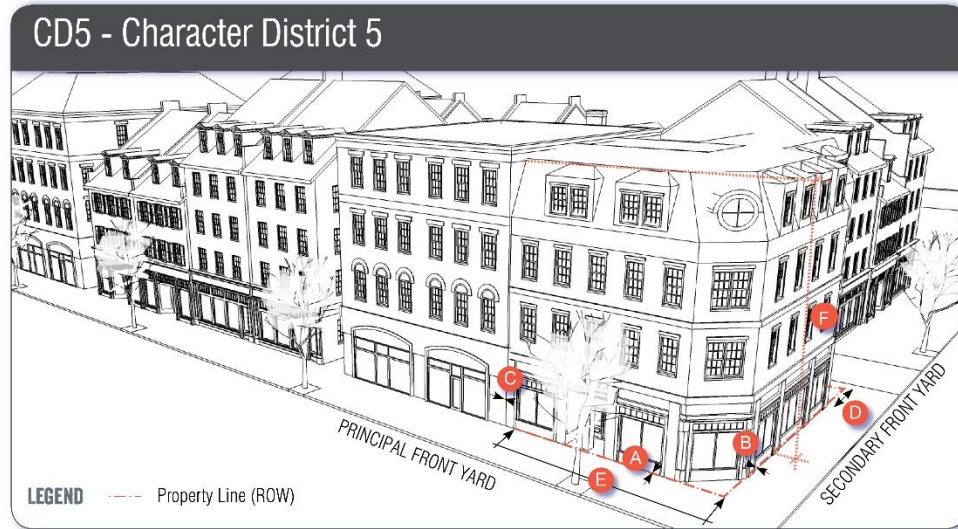 CD5 - Character District 5
F
C
D
PRINCIPAL FRONT YARD
B
SECONDARY FRONT YARD
A
E
LEGEND Property Line (ROW)